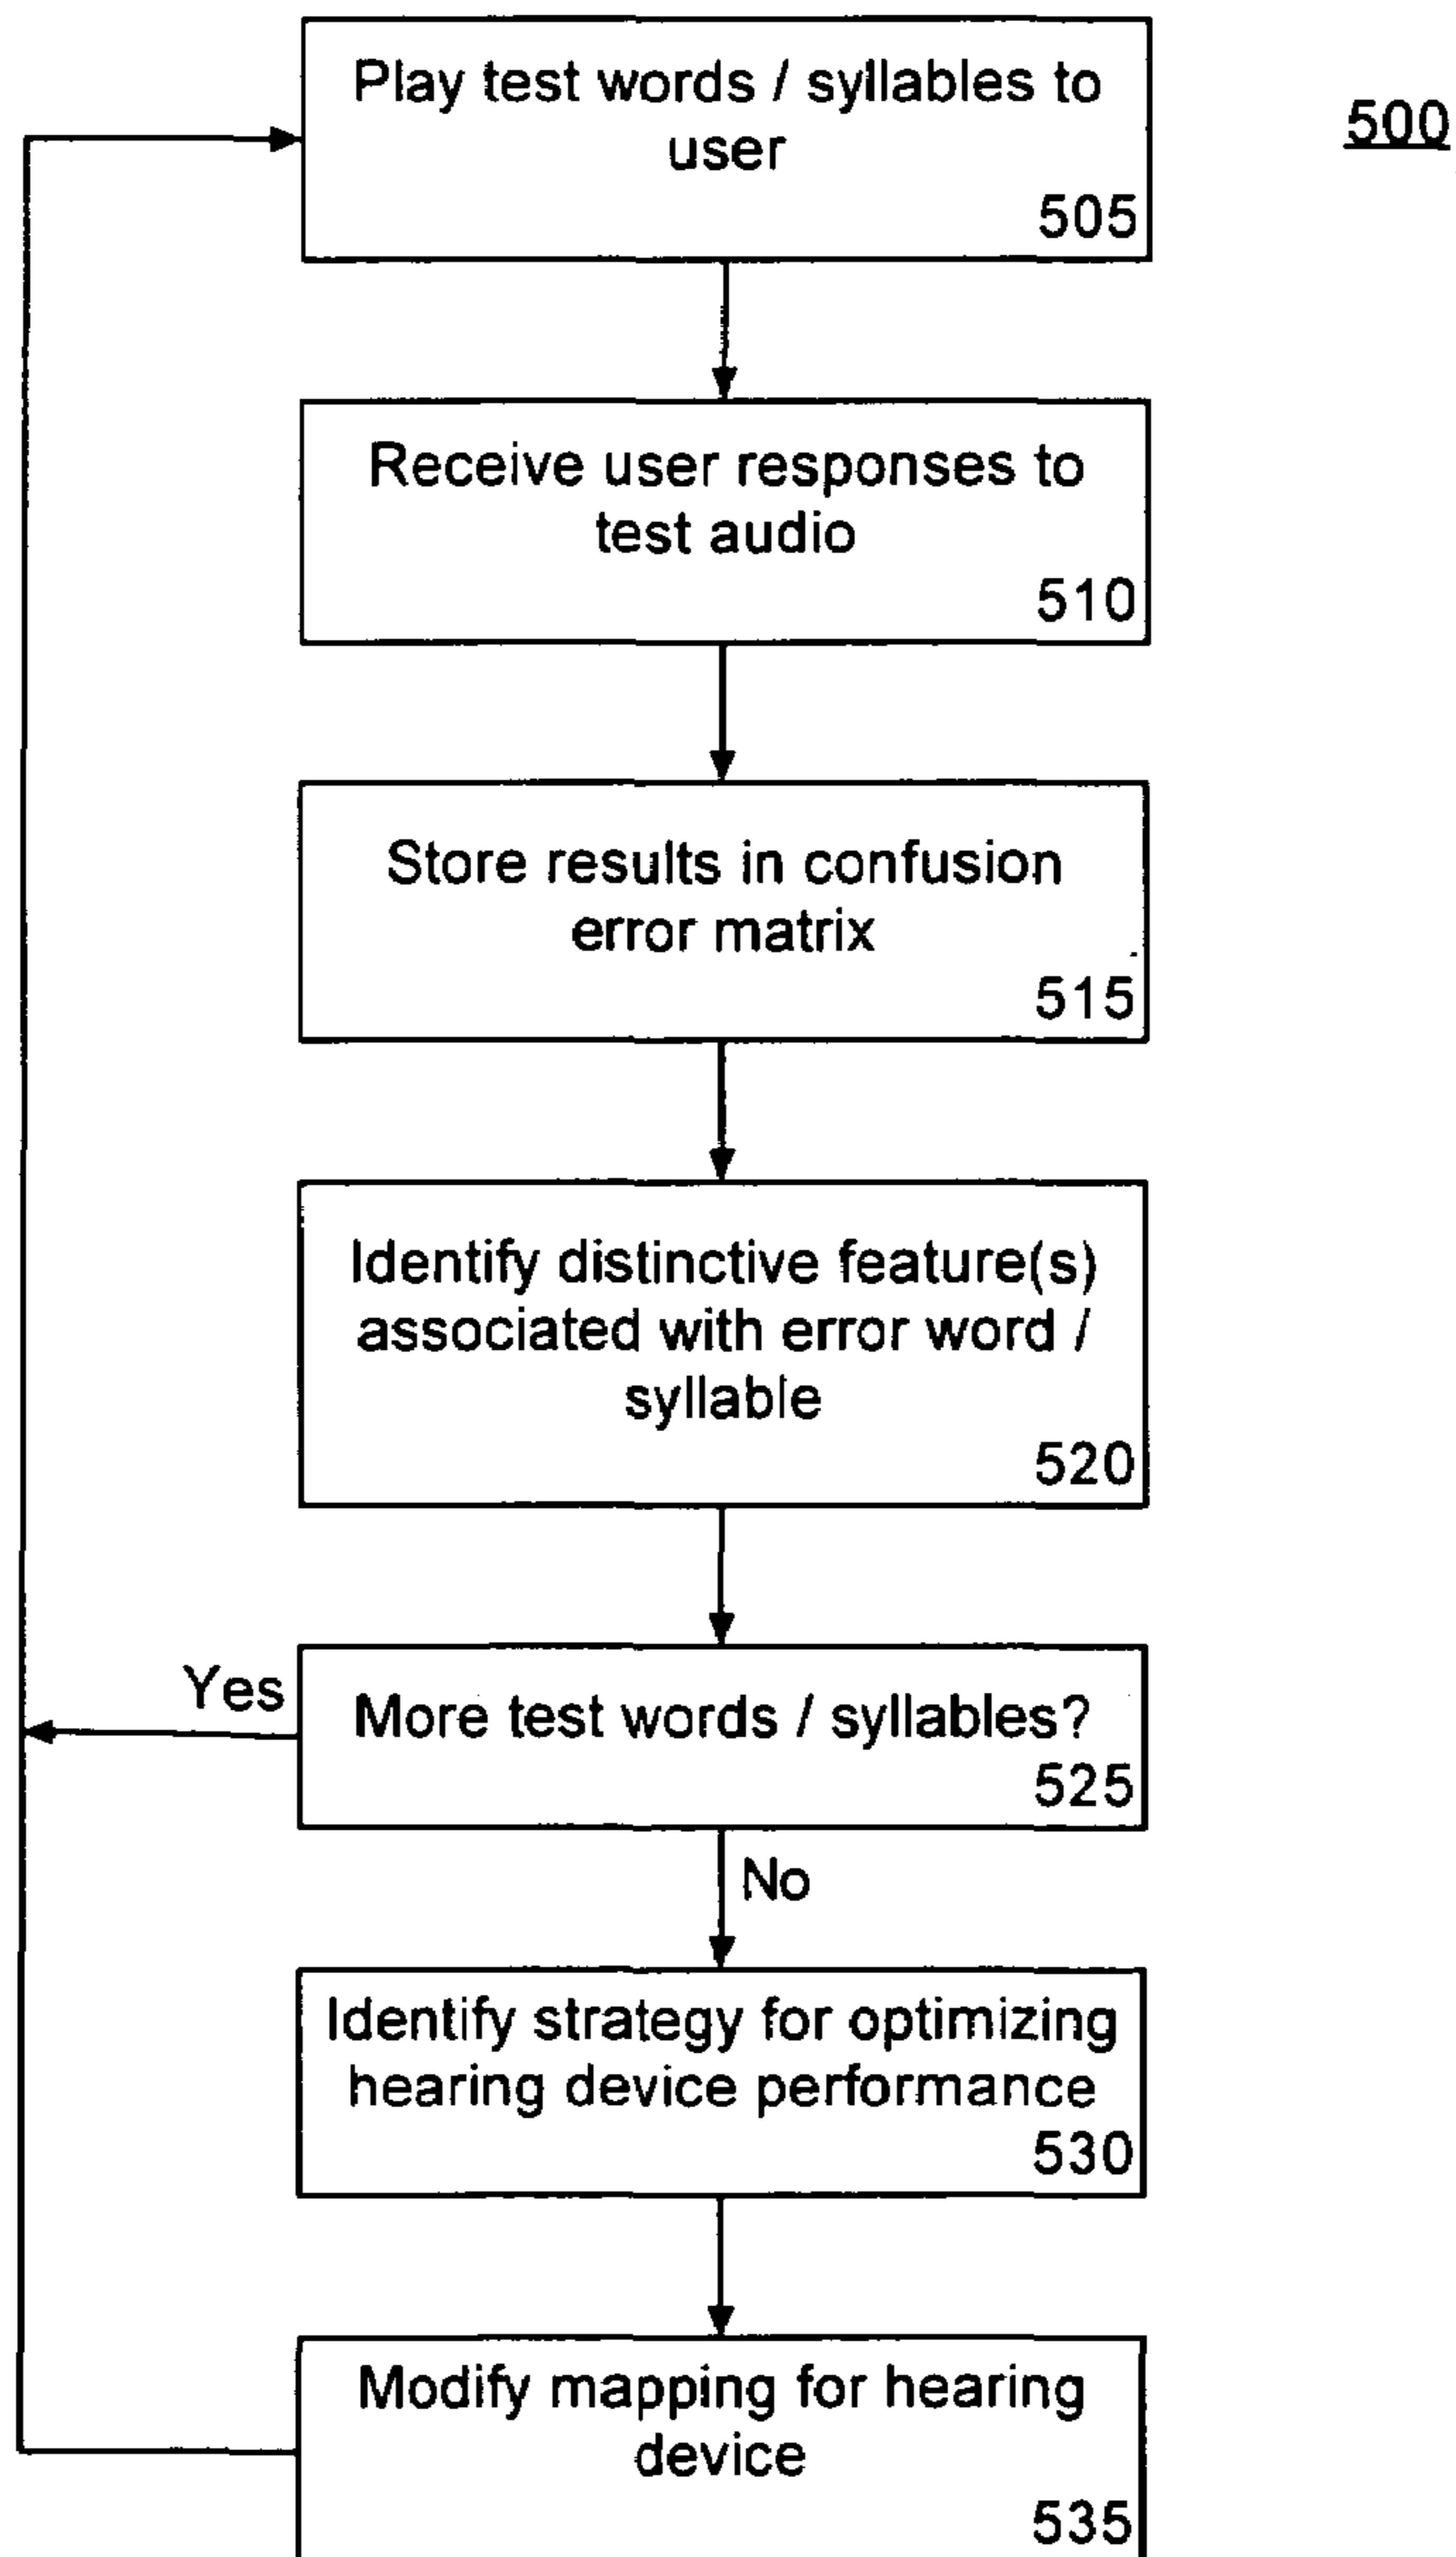 500
Play test words / syllables to
user
505
Receive user responses to
test audio
510
Store results in confusion
error matrix
515
Identify distinctive feature(s)
associated with error word /
syllable
520
Yes
More test words / syllables?
525
No
Identify strategy for optimizing
hearing device performance
530
Modify mapping for hearing
device
535